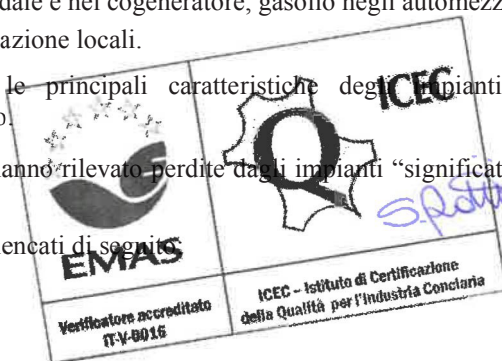 dale e nel cogeneratore, gasolio negli automezz
azione locali.
le principali caratteristiche degli impianti
o.
anno rilevato perdite dagli impianti “significat
encati di seguito:
EMAS
Verificatore accreditato
IT-V-0016
Q
ICEC
ICEC – Istituto di Certificazione
della Qualità per l'Industria Conciaria